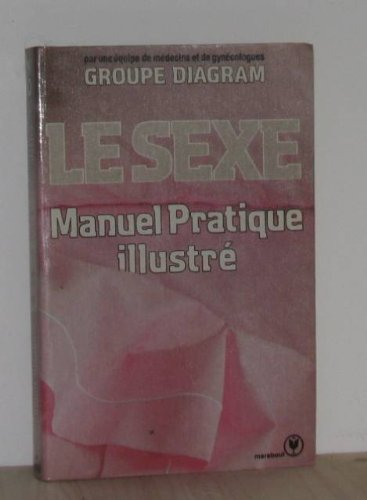 par une équipe de médecins et de gynécologues
GROUPE DIAGRAM
LE SEXE
Manuel Pratique
illustré
marabout